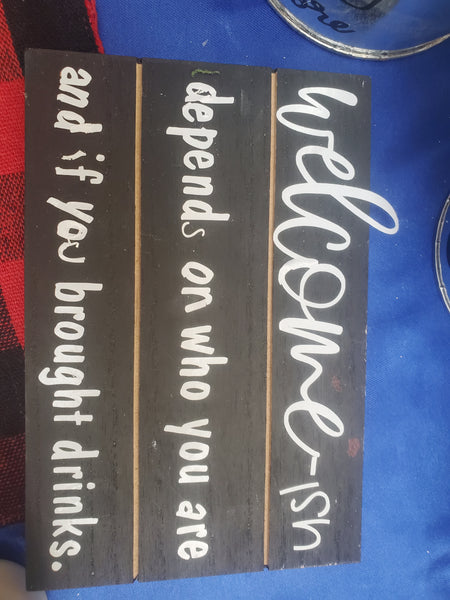 welcome-ish
depends on who you are
and if you brought drinks.